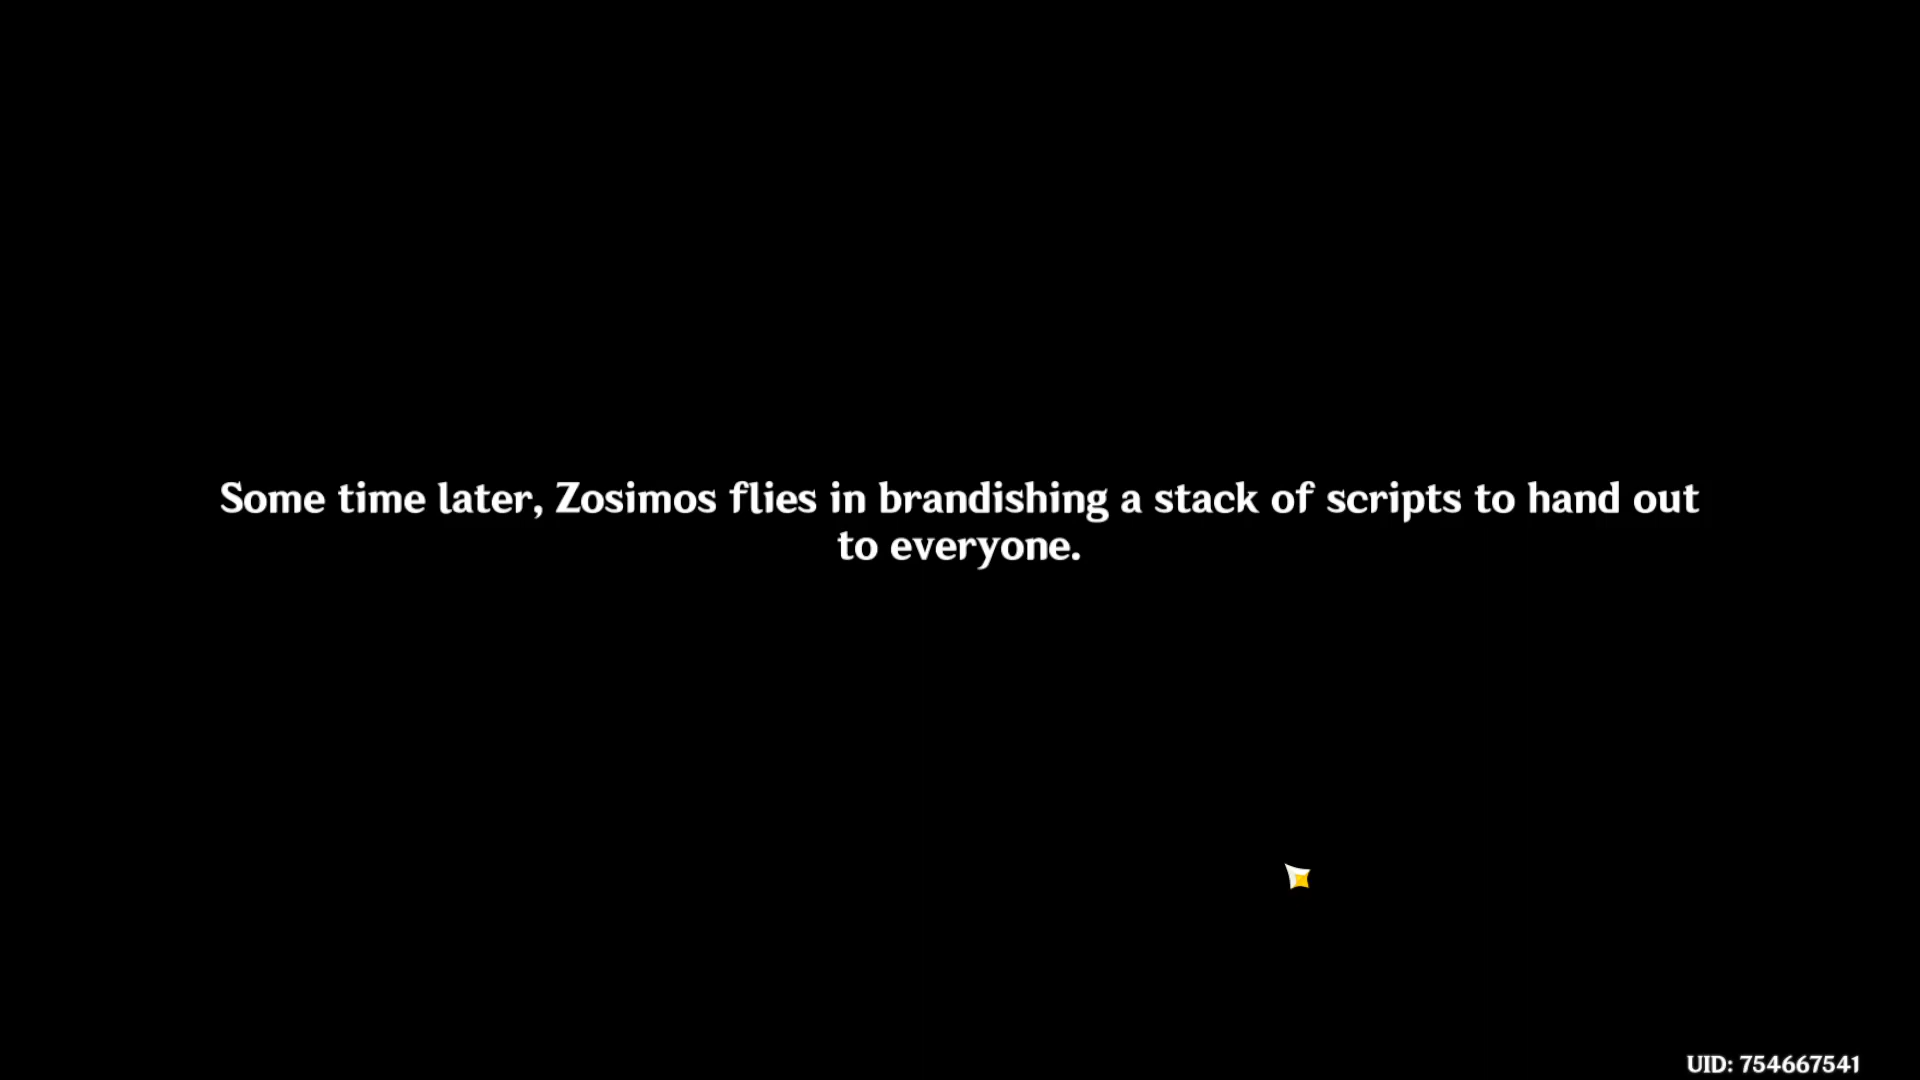 Some time later, Zosimos flies in brandishing a stack of scripts to hand out
to everyone.
UID: 754667541